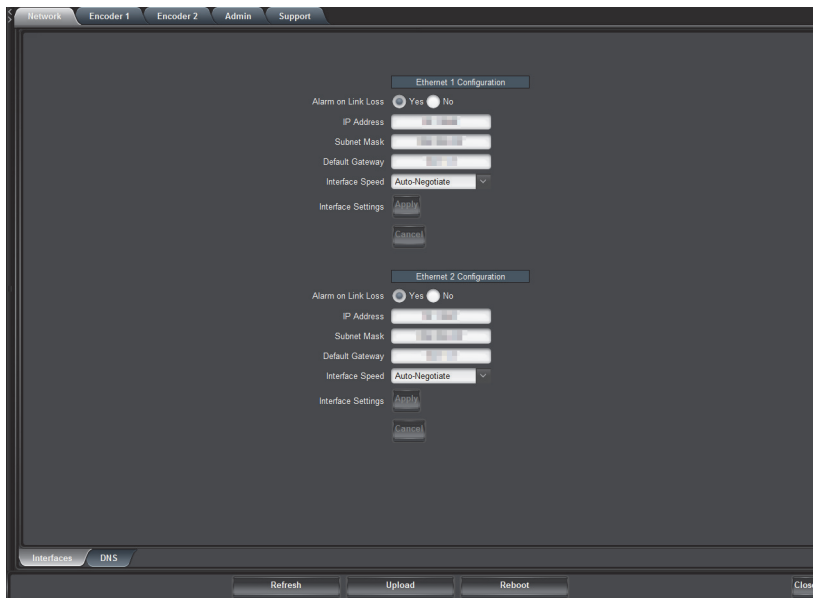 Network Encoder 1 Encoder 2 Admin Support
Ethernet 1 Configuration
Alarm on Link Loss Yes No
IP Address
Subnet Mask
Default Gateway
Interface Speed Auto-Negotiate
Interface Settings Apply
Cancel
Ethernet 2 Configuration
Alarm on Link Loss Yes No
IP Address
Subnet Mask
Default Gateway
Interface Speed Auto-Negotiate
Interface Settings Apply
Cancel
Interfaces DNS
Refresh Upload Reboot Close